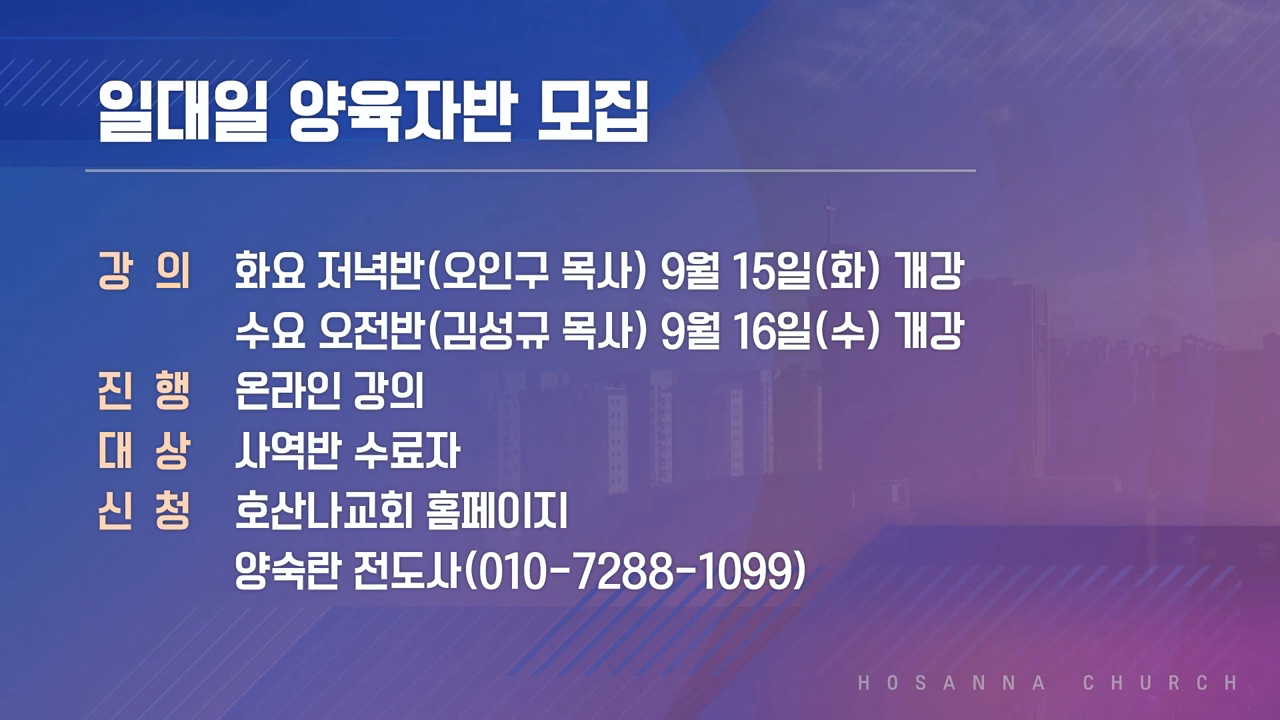 일대일 양육자반 모집
강 의 화요 저녁반(오인구 목사) 9월 15일(화) 개강
수요 오전반(김성규 목사) 9월 16일(수) 개강
진 행 온라인 강의
대 상 사역반 수료자
신 청 호산나교회 홈페이지
양숙란 전도사(010-7288-1099)
HOSANNA CHURCH